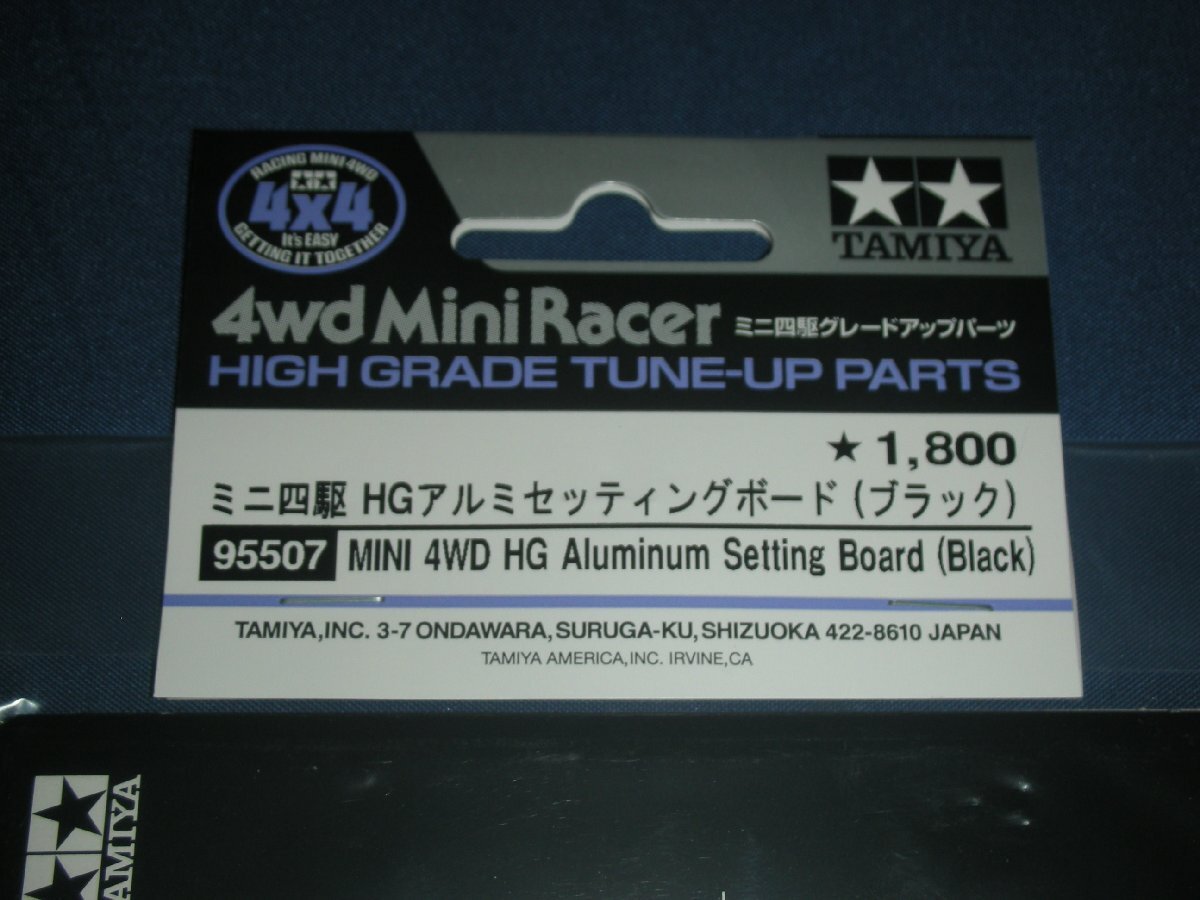 RACING MINI 4WD
4x4
It's EASY
GETTING IT TOGETHER
TAMIYA
4wd Mini Racer ミニ四駆グレードアップパーツ
HIGH GRADE TUNE-UP PARTS
★ 1,800
ミニ四駆 HGアルミセッティングボード (ブラック)
95507 MINI 4WD HG Aluminum Setting Board (Black)
TAMIYA,INC. 3-7 ONDAWARA, SURUGA-KU, SHIZUOKA 422-8610 JAPAN
TAMIYA AMERICA,INC. IRVINE,CA
TAMIYA